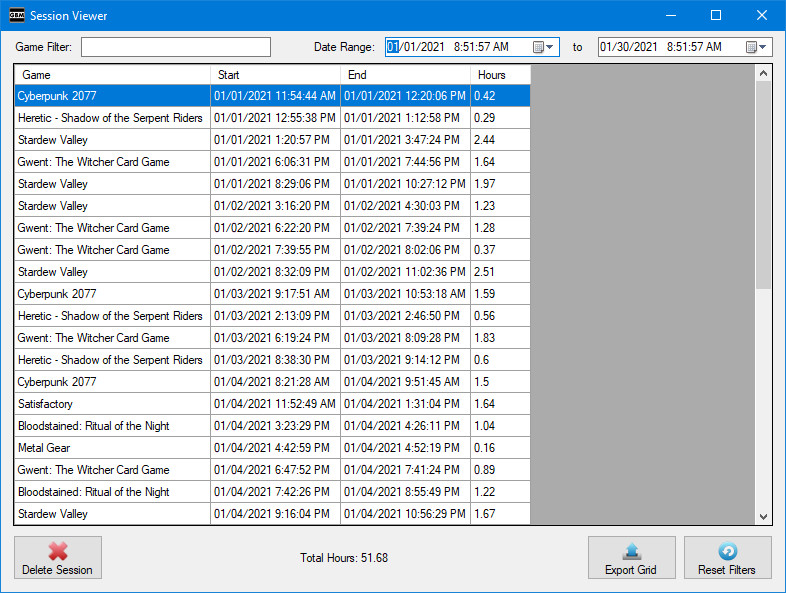 GBM Session Viewer
Game Filter: Date Range: 01/01/2021 8:51:57 AM to 01/30/2021 8:51:57 AM
Game Start End Hours
Cyberpunk 2077 01/01/2021 11:54:44 AM 01/01/2021 12:20:06 PM 0.42
Heretic - Shadow of the Serpent Riders 01/01/2021 12:55:38 PM 01/01/2021 1:12:58 PM 0.29
Stardew Valley 01/01/2021 1:20:57 PM 01/01/2021 3:47:24 PM 2.44
Gwent: The Witcher Card Game 01/01/2021 6:06:31 PM 01/01/2021 7:44:56 PM 1.64
Stardew Valley 01/01/2021 8:29:06 PM 01/01/2021 10:27:12 PM 1.97
Stardew Valley 01/02/2021 3:16:20 PM 01/02/2021 4:30:03 PM 1.23
Gwent: The Witcher Card Game 01/02/2021 6:22:20 PM 01/02/2021 7:39:24 PM 1.28
Gwent: The Witcher Card Game 01/02/2021 7:39:55 PM 01/02/2021 8:02:06 PM 0.37
Stardew Valley 01/02/2021 8:32:09 PM 01/02/2021 11:02:36 PM 2.51
Cyberpunk 2077 01/03/2021 9:17:51 AM 01/03/2021 10:53:18 AM 1.59
Heretic - Shadow of the Serpent Riders 01/03/2021 2:13:09 PM 01/03/2021 2:46:50 PM 0.56
Gwent: The Witcher Card Game 01/03/2021 6:19:24 PM 01/03/2021 8:09:28 PM 1.83
Heretic - Shadow of the Serpent Riders 01/03/2021 8:38:30 PM 01/03/2021 9:14:12 PM 0.6
Cyberpunk 2077 01/04/2021 8:21:28 AM 01/04/2021 9:51:45 AM 1.5
Satisfactory 01/04/2021 11:52:49 AM 01/04/2021 1:31:04 PM 1.64
Bloodstained: Ritual of the Night 01/04/2021 3:23:29 PM 01/04/2021 4:26:11 PM 1.04
Metal Gear 01/04/2021 4:42:59 PM 01/04/2021 4:52:19 PM 0.16
Gwent: The Witcher Card Game 01/04/2021 6:47:52 PM 01/04/2021 7:41:24 PM 0.89
Bloodstained: Ritual of the Night 01/04/2021 7:42:26 PM 01/04/2021 8:55:49 PM 1.22
Stardew Valley 01/04/2021 9:16:04 PM 01/04/2021 10:56:29 PM 1.67
Delete Session Total Hours: 51.68 Export Grid Reset Filters